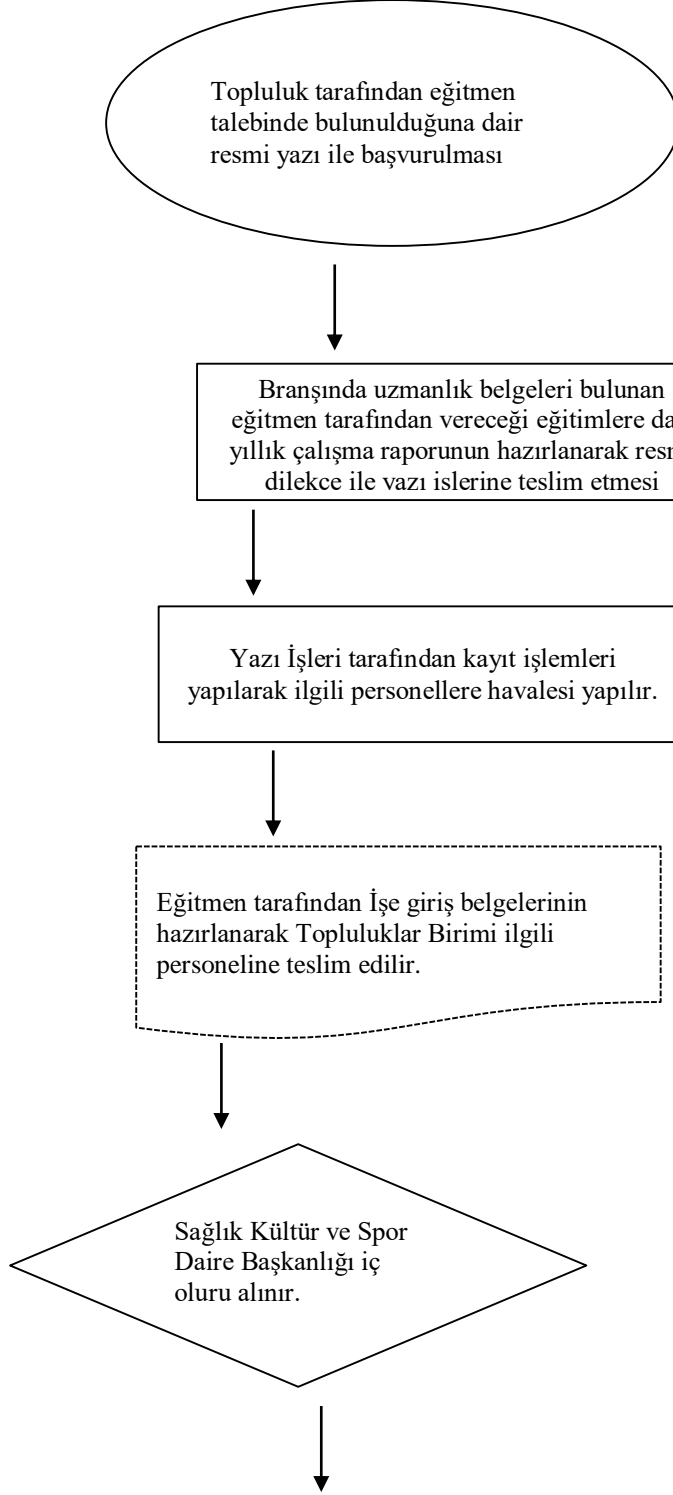 Topluluk tarafından eğitmen
talebinde bulunulduğuna dair
resmi yazı ile başvurulması
Branşında uzmanlık belgeleri bulunan
eğitmen tarafından vereceği eğitimlere
yıllık çalışma raporunun hazırlanarak
dilekce ile vazı islerine teslim etmesi
Yazı İşleri tarafından kayıt işlemleri
yapılarak ilgili personellere havalesi yapılır.
Eğitmen tarafından İşe giriş belgelerinin
hazırlanarak Topluluklar Birimi ilgili
personeline teslim edilir.
Sağlık Kültür ve Spor
Daire Başkanlığı iç
oluru alınır.